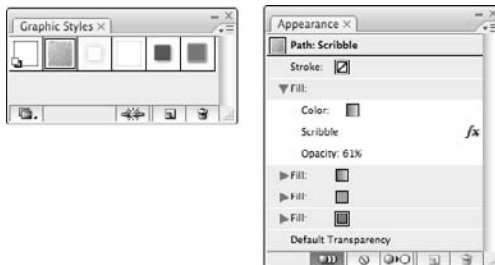 Graphic Styles ×
Appearance ×
Path: Scribble
Stroke:
Fill:
Color:
Scribble fx
Opacity: 61%
Fill:
Fill:
Fill:
Default Transparency